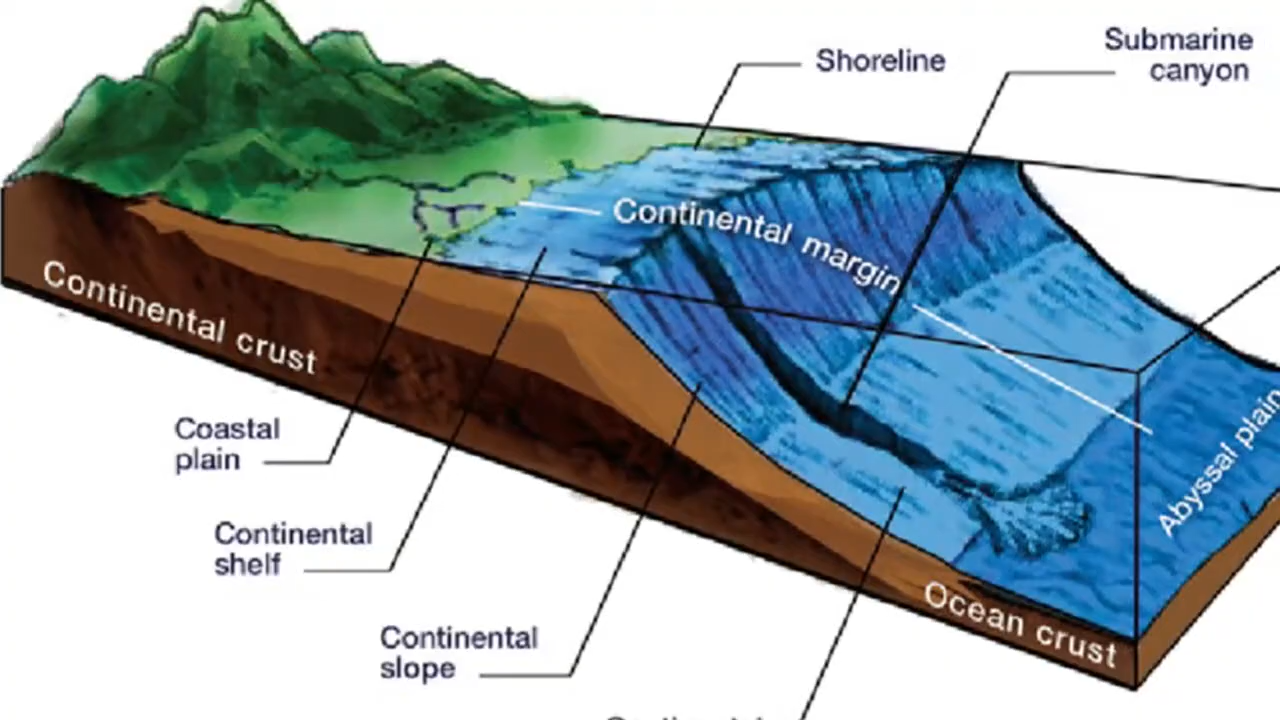 Shoreline
Submarine
canyon
Continental margin
Continental crust
Abyssal plain
Coastal
plain
Continental
shelf
Continental
slope
Ocean crust